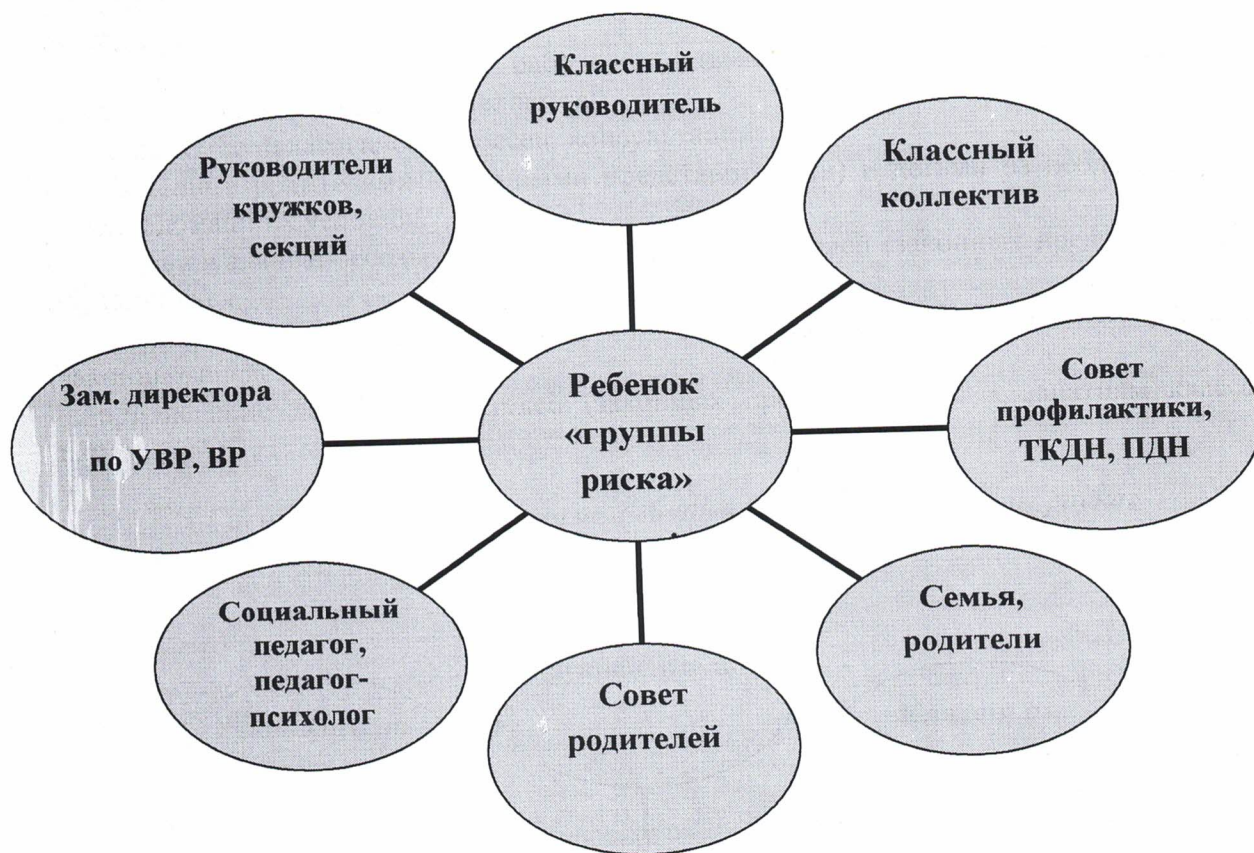 Классный
руководитель
Классный
коллектив
Совет
профилактики,
ТКДН, ПДН
Семья,
родители
Совет
родителей
Социальный
педагог,
педагог-
психолог
Зам. директора
по УВР, ВР
Руководители
кружков,
секций
Ребенок
«группы
риска»